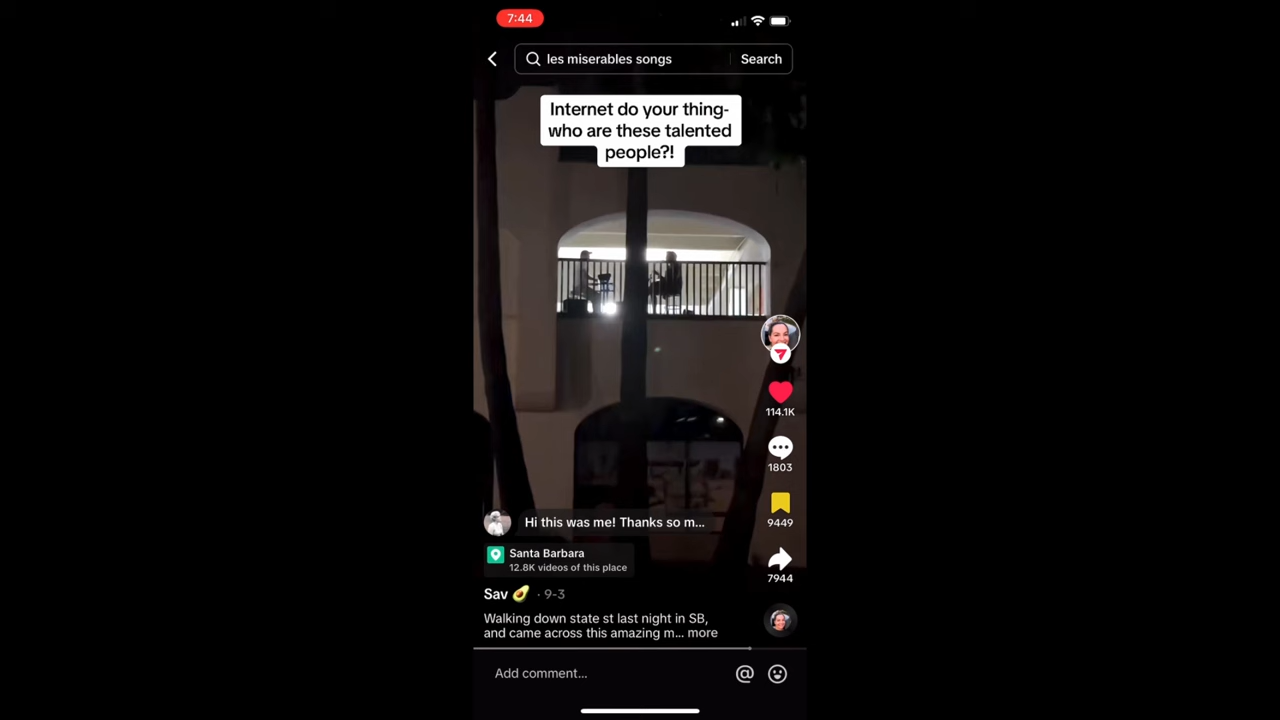 7:44
les miserables songs
Search
Internet do your thing-
who are these talented
people?!
114.1K
1803
9449
Hi this was me! Thanks so m...
Santa Barbara
12.8K videos of this place
7944
Sav 🥑 · 9-3
Walking down state st last night in SB,
and came across this amazing m... more
Add comment...
@